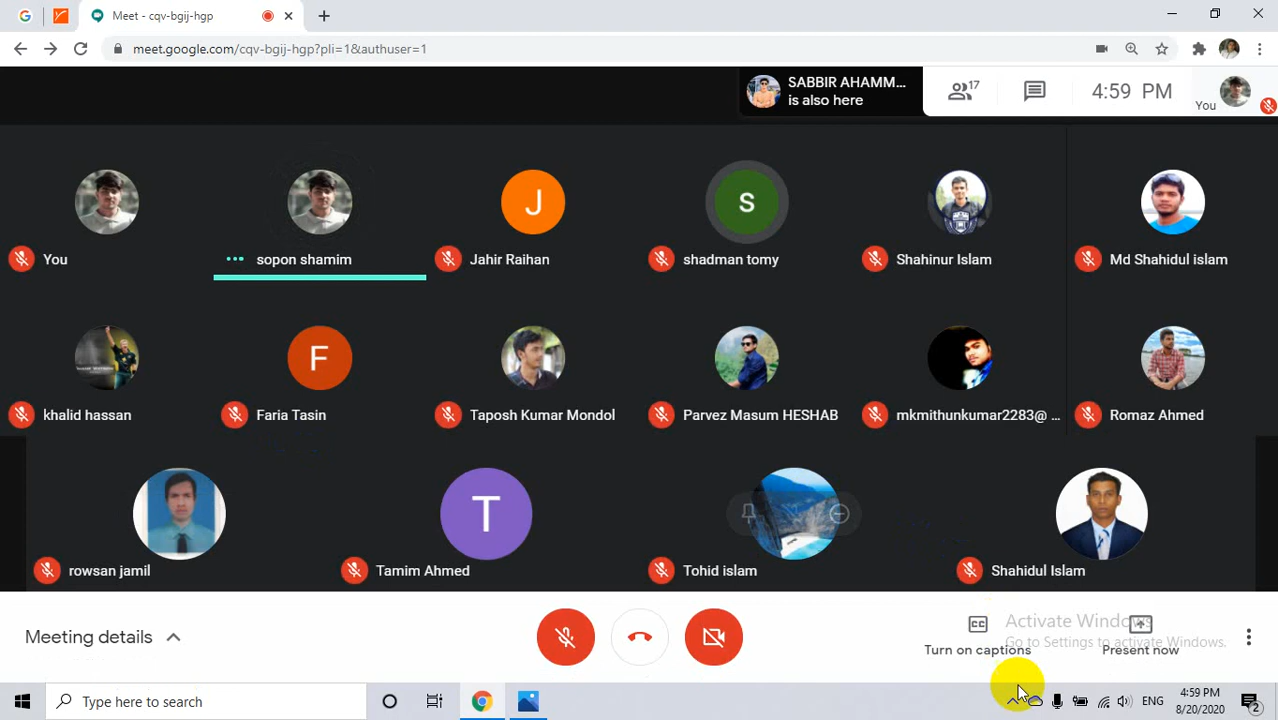 Meet - cqv-bgij-hgp
meet.google.com/cqv-bgij-hgp?pli=1&authuser=1
SABBIR AHAMM...
is also here
17
4:59 PM
You
You
sopon shamim
J
Jahir Raihan
s
shadman tomy
Shahinur Islam
Md Shahidul islam
khalid hassan
F
Faria Tasin
Taposh Kumar Mondol
Parvez Masum HESHAB
mkmithunkumar2283@ ...
Romaz Ahmed
rowsan jamil
T
Tamim Ahmed
Tohid islam
Shahidul Islam
Meeting details
CC
Turn on captions
Present now
Activate Windows
Go to Settings to activate Windows.
Type here to search
ENG
4:59 PM
8/20/2020
2